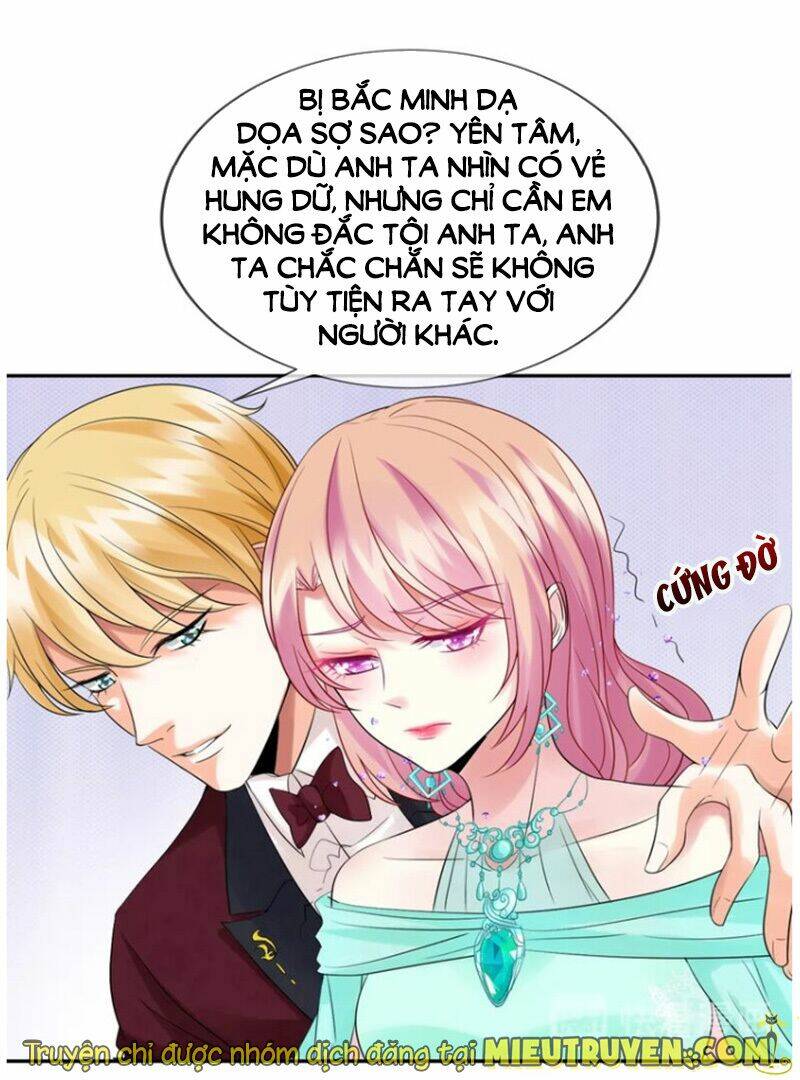 BỊ BẮC MINH DẠ
DỌA SỢ SAO? YÊN TÂM,
MẶC DÙ ANH TA NHÌN CÓ VẺ
HUNG DỮ, NHƯNG CHỈ CẦN EM
KHÔNG ĐẮC TỘI ANH TA, ANH
TA CHẮC CHẮN SẼ KHÔNG
TÙY TIỆN RA TAY VỚI
NGƯỜI KHÁC.
CỨNG ĐỜ
Truyện chỉ được nhóm dịch đăng tại MIEUTRUYEN.COM